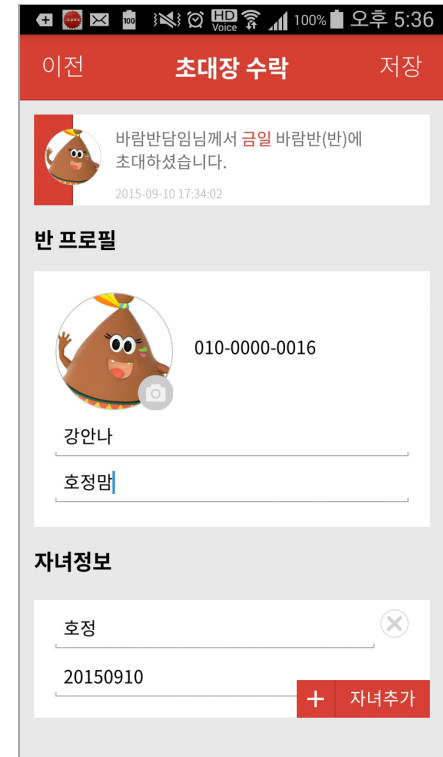 100 HD Voice 100% 오후 5:36
이전 초대장 수락 저장
바람반담임님께서 금일 바람반(반)에
초대하셨습니다.
2015-09-10 17:34:02
반 프로필
010-0000-0016
강안나
호정맘
자녀정보
호정
20150910
+ 자녀추가